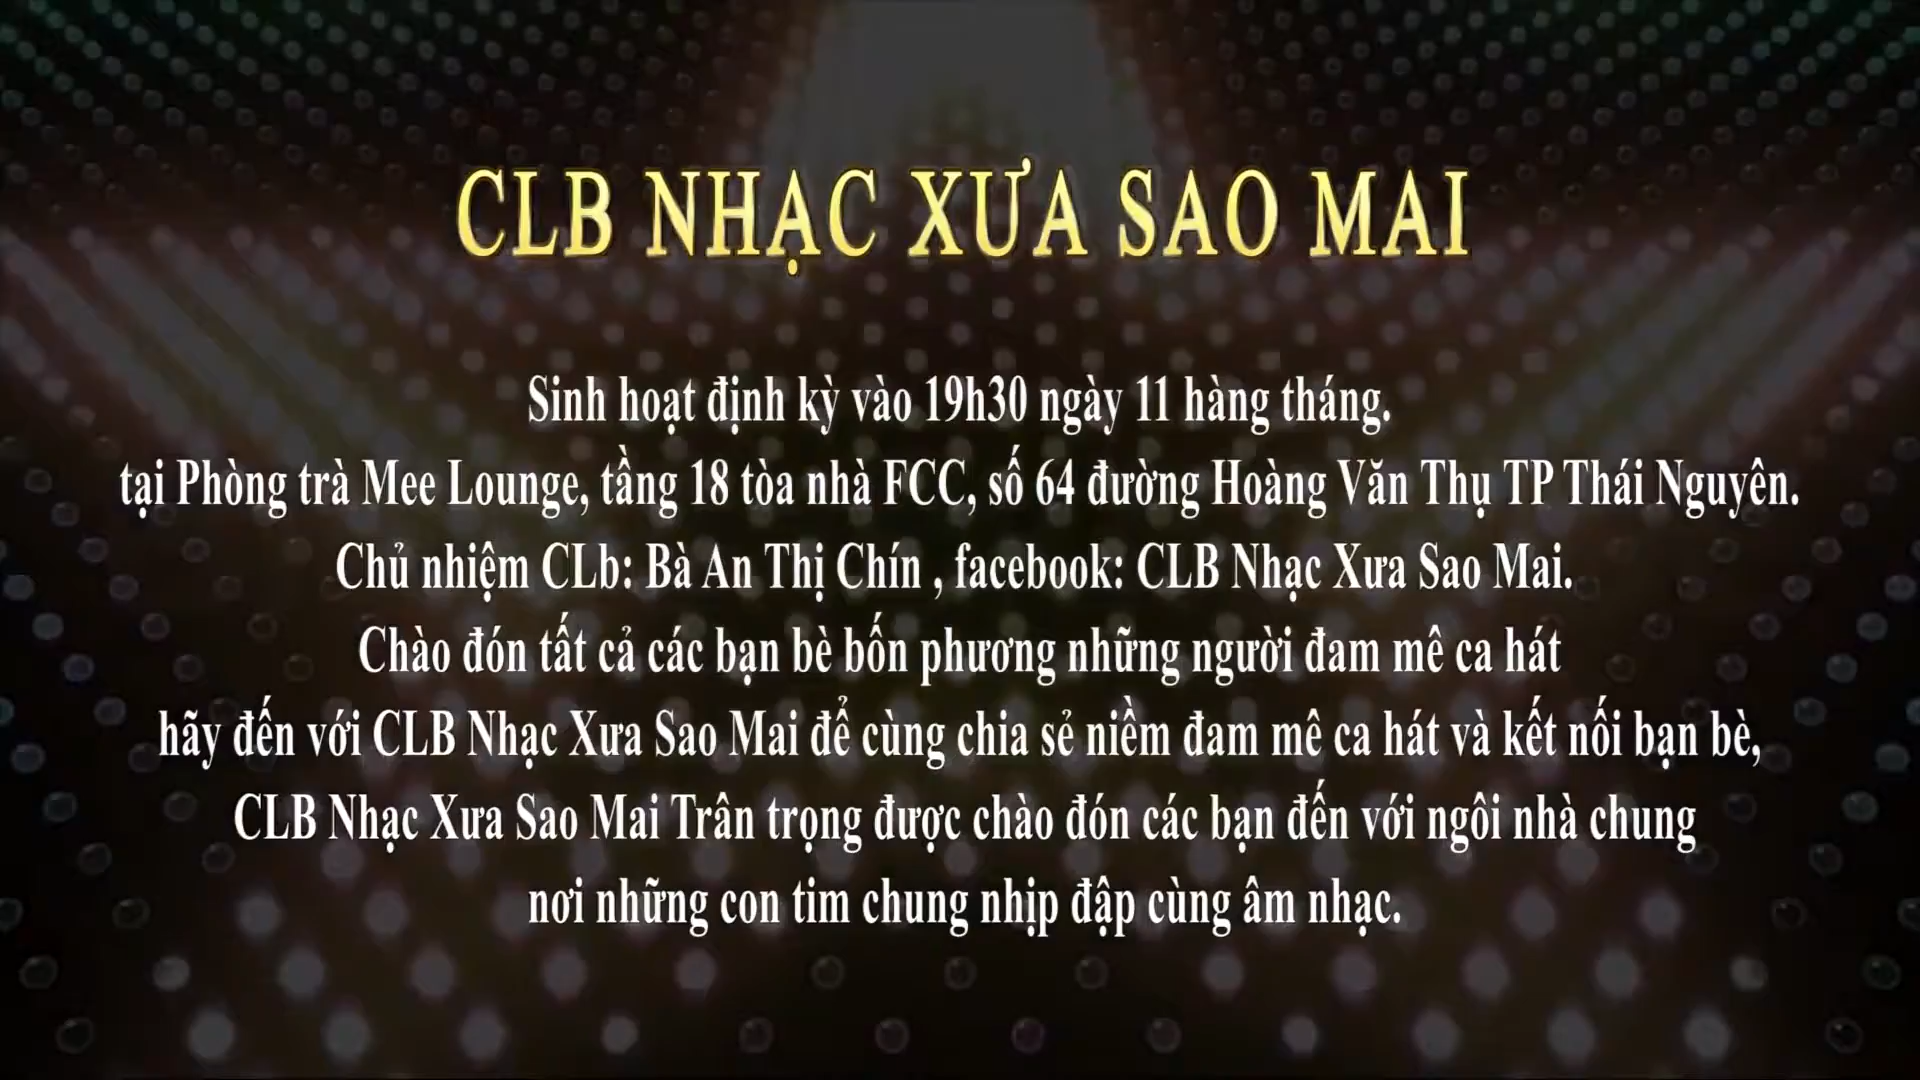 CLB NHẠC XƯA SAO MAI
Sinh hoạt định kỳ vào 19h30 ngày 11 hàng tháng.
tại Phòng trà Mee Lounge, tầng 18 tòa nhà FCC, số 64 đường Hoàng Văn Thụ TP Thái Nguyên.
Chủ nhiệm CLb: Bà An Thị Chín , facebook: CLB Nhạc Xưa Sao Mai.
Chào đón tất cả các bạn bè bốn phương những người đam mê ca hát
hãy đến với CLB Nhạc Xưa Sao Mai để cùng chia sẻ niềm đam mê ca hát và kết nối bạn bè,
CLB Nhạc Xưa Sao Mai Trân trọng được chào đón các bạn đến với ngôi nhà chung
nơi những con tim chung nhịp đập cùng âm nhạc.